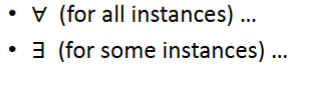 • ∀ (for all instances) ...
• ∃ (for some instances) ...